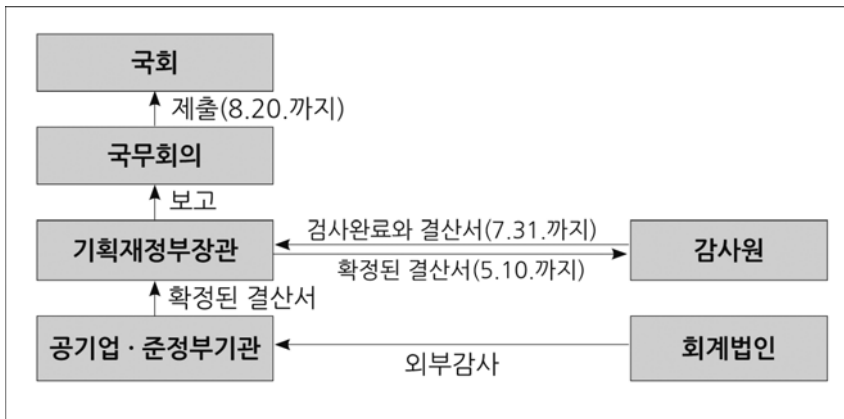 국회
제출(8.20.까지)
국무회의
보고
기획재정부장관
검사완료와 결산서(7.31.까지)
확정된 결산서(5.10.까지)
감사원
확정된 결산서
공기업 · 준정부기관
외부감사
회계법인